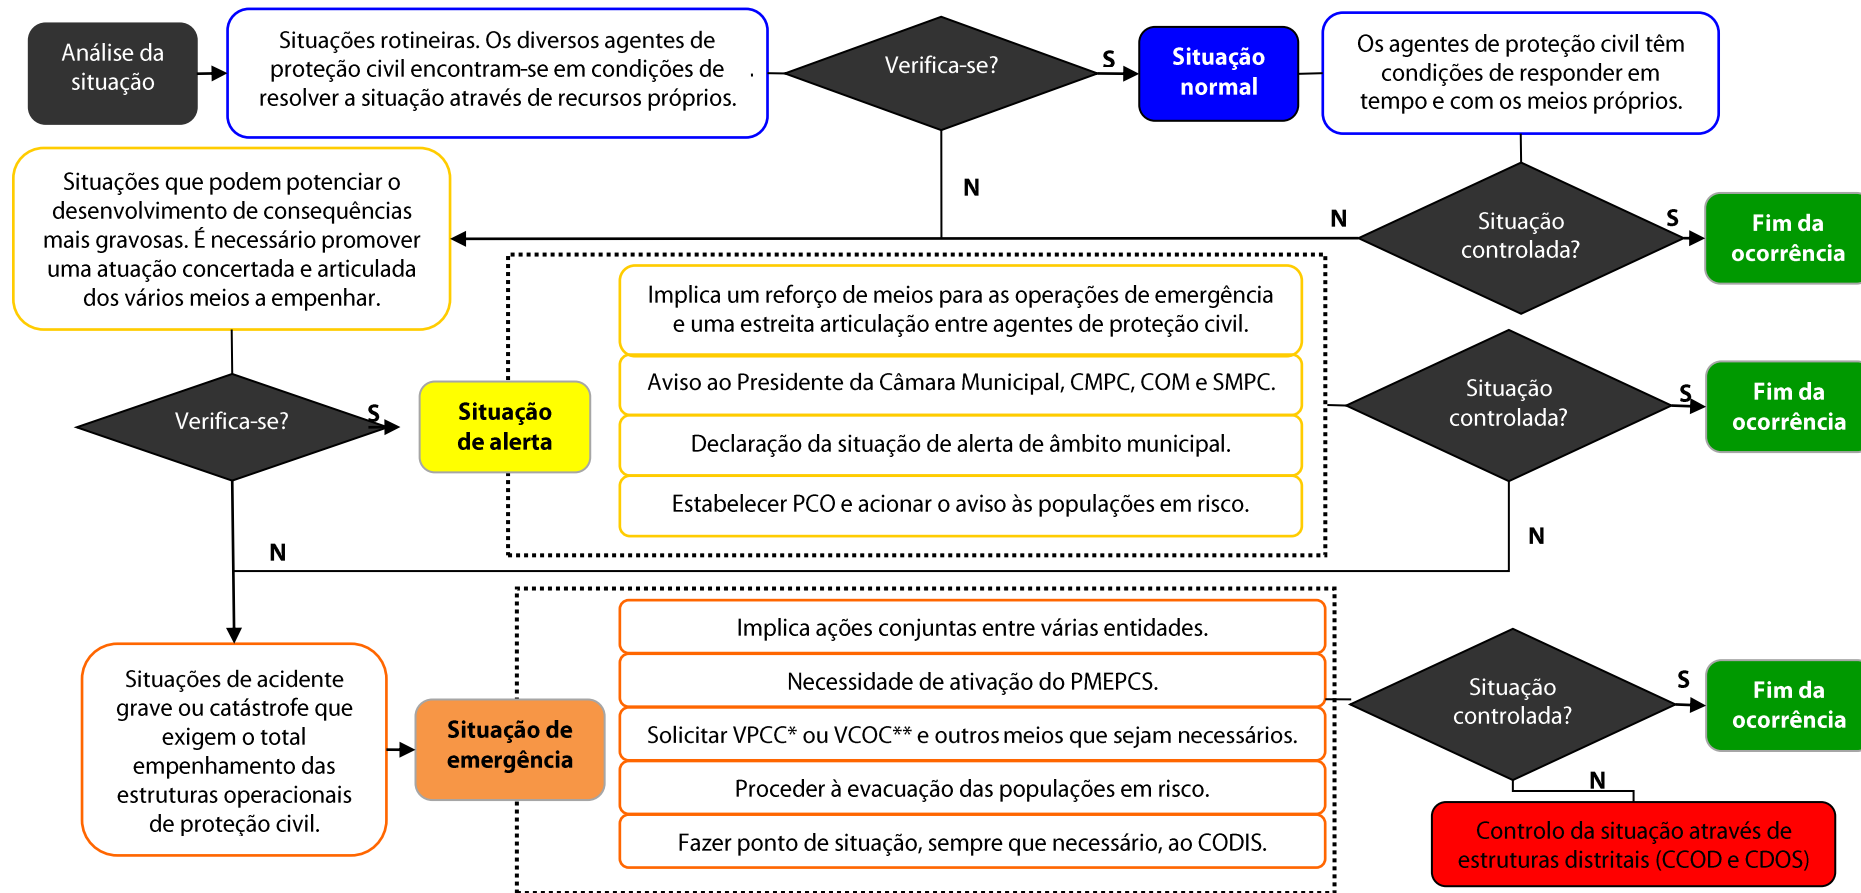 Análise da
situação
Situações rotineiras. Os diversos agentes de
proteção civil encontram-se em condições de
resolver a situação através de recursos próprios.
.
Verifica-se?
S
Situação
normal
Os agentes de proteção civil têm
condições de responder em
tempo e com os meios próprios.
N
Situação
controlada?
N
S
Fim da
ocorrência
Situações que podem potenciar o
desenvolvimento de consequências
mais gravosas. É necessário promover
uma atuação concertada e articulada
dos vários meios a empenhar.
Verifica-se?
S
Situação
de alerta
Implica um reforço de meios para as operações de emergência
e uma estreita articulação entre agentes de proteção civil.
Aviso ao Presidente da Câmara Municipal, CMPC, COM e SMPC.
Declaração da situação de alerta de âmbito municipal.
Estabelecer PCO e acionar o aviso às populações em risco.
Situação
controlada?
S
Fim da
ocorrência
N
N
Situações de acidente
grave ou catástrofe que
exigem o total
empenhamento das
estruturas operacionais
de proteção civil.
Situação de
emergência
Implica ações conjuntas entre várias entidades.
Necessidade de ativação do PMEPCS.
Solicitar VPCC* ou VCOC** e outros meios que sejam necessários.
Proceder à evacuação das populações em risco.
Fazer ponto de situação, sempre que necessário, ao CODIS.
Situação
controlada?
S
Fim da
ocorrência
N
Controlo da situação através de
estruturas distritais (CCOD e CDOS)